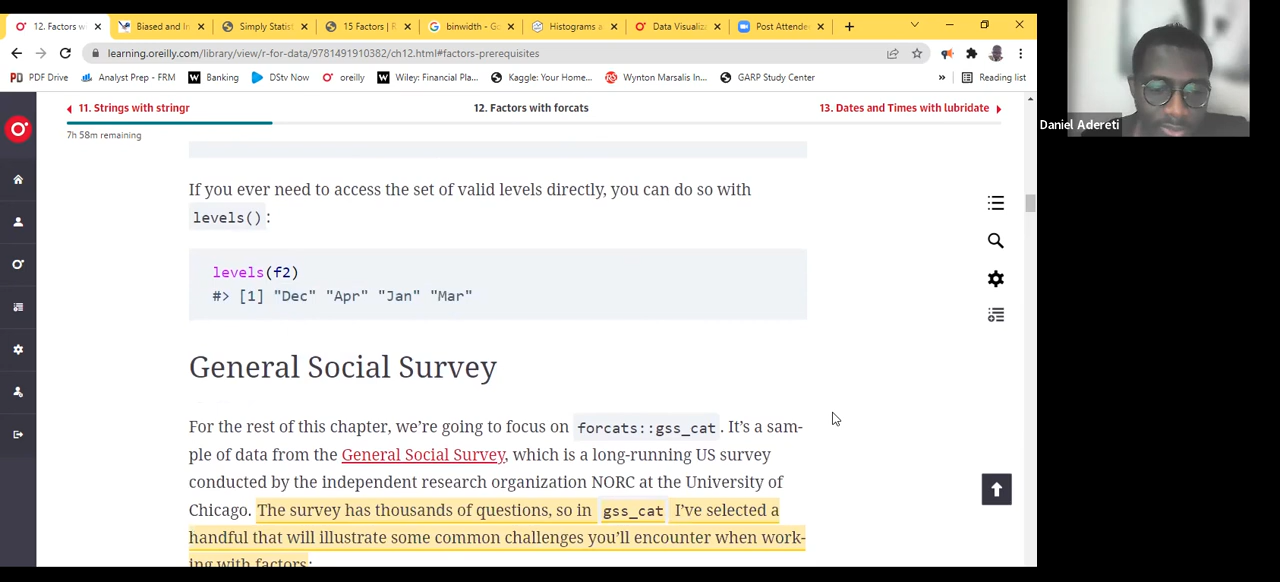 12. Factors w
Biased and In
Simply Statist
15 Factors | R
binwidth - Go
Histograms a
Data Visualiz
Post Attende
learning.oreilly.com/library/view/r-for-data/9781491910382/ch12.html#factors-prerequisites
PDF Drive
Analyst Prep - FRM
Banking
DStv Now
oreilly
Wiley: Financial Pla...
Kaggle: Your Home...
Wynton Marsalis In...
GARP Study Center
»
Reading list
11. Strings with stringr
12. Factors with forcats
13. Dates and Times with lubridate
7h 58m remaining
If you ever need to access the set of valid levels directly, you can do so with
levels() :
levels(f2)
#> [1] "Dec" "Apr" "Jan" "Mar"
General Social Survey
For the rest of this chapter, we're going to focus on forcats::gss_cat . It's a sam-
ple of data from the General Social Survey, which is a long-running US survey
conducted by the independent research organization NORC at the University of
Chicago. The survey has thousands of questions, so in gss_cat I've selected a
handful that will illustrate some common challenges you'll encounter when work-
ing with factors:
Daniel Adereti